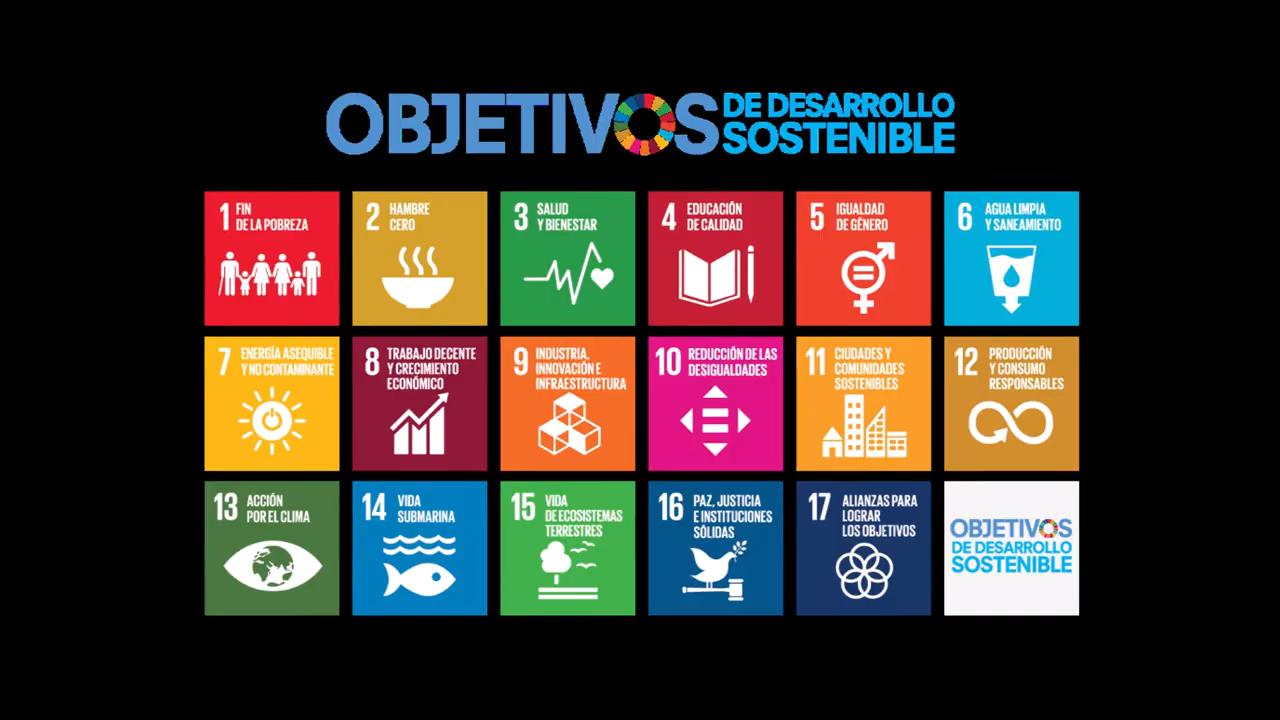 OBJETIVOS
DE DESARROLLO
SOSTENIBLE
1 FIN
DE LA POBREZA
2 HAMBRE
CERO
3 SALUD
Y BIENESTAR
4 EDUCACIÓN
DE CALIDAD
5 IGUALDAD
DE GÉNERO
6 AGUA LIMPIA
Y SANEAMIENTO
7 ENERGÍA ASEQUIBLE
Y NO CONTAMINANTE
8 TRABAJO DECENTE
Y CRECIMIENTO
ECONÓMICO
9 INDUSTRIA,
INNOVACIÓN E
INFRAESTRUCTURA
10 REDUCCIÓN DE LAS
DESIGUALDADES
11 CIUDADES Y
COMUNIDADES
SOSTENIBLES
12 PRODUCCIÓN
Y CONSUMO
RESPONSABLES
13 ACCIÓN
POR EL CLIMA
14 VIDA
SUBMARINA
15 VIDA
DE ECOSISTEMAS
TERRESTRES
16 PAZ, JUSTICIA
E INSTITUCIONES
SÓLIDAS
17 ALIANZAS PARA
LOGRAR
LOS OBJETIVOS
OBJETIVOS
DE DESARROLLO
SOSTENIBLE